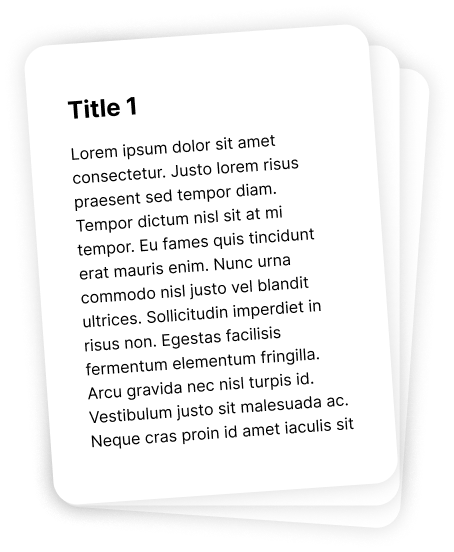 Title 1
Lorem ipsum dolor sit amet
consectetur. Justo lorem risus
praesent sed tempor diam.
Tempor dictum nisl sit at mi
tempor. Eu fames quis tincidunt
erat mauris enim. Nunc urna
commodo nisl justo vel blandit
ultrices. Sollicitudin imperdiet in
risus non. Egestas facilisis
fermentum elementum fringilla.
Arcu gravida nec nisl turpis id.
Vestibulum justo sit malesuada ac.
Neque cras proin id amet iaculis sit